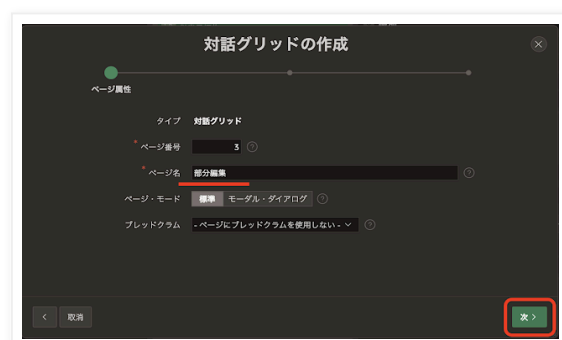 対話グリッドの作成
ページ属性
タイプ 対話グリッド
* ページ番号 3
* ページ名 部分編集
ページ・モード 標準 モーダル・ダイアログ
ブレッドクラム - ページにブレッドクラムを使用しない -
取消 次